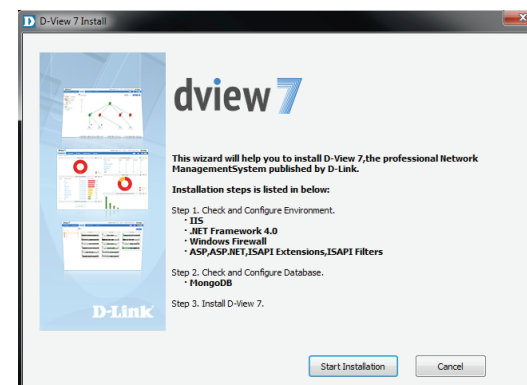 D-View 7 Install
dview 7
This wizard will help you to install D-View 7,the professional Network
ManagementSystem published by D-Link.
Installation steps is listed in below:
Step 1. Check and Configure Environment.
· IIS
· .NET Framework 4.0
· Windows Firewall
· ASP,ASP.NET,ISAPI Extensions,ISAPI Filters
Step 2. Check and Configure Database.
· MongoDB
Step 3. Install D-View 7.
D-Link
Start Installation
Cancel